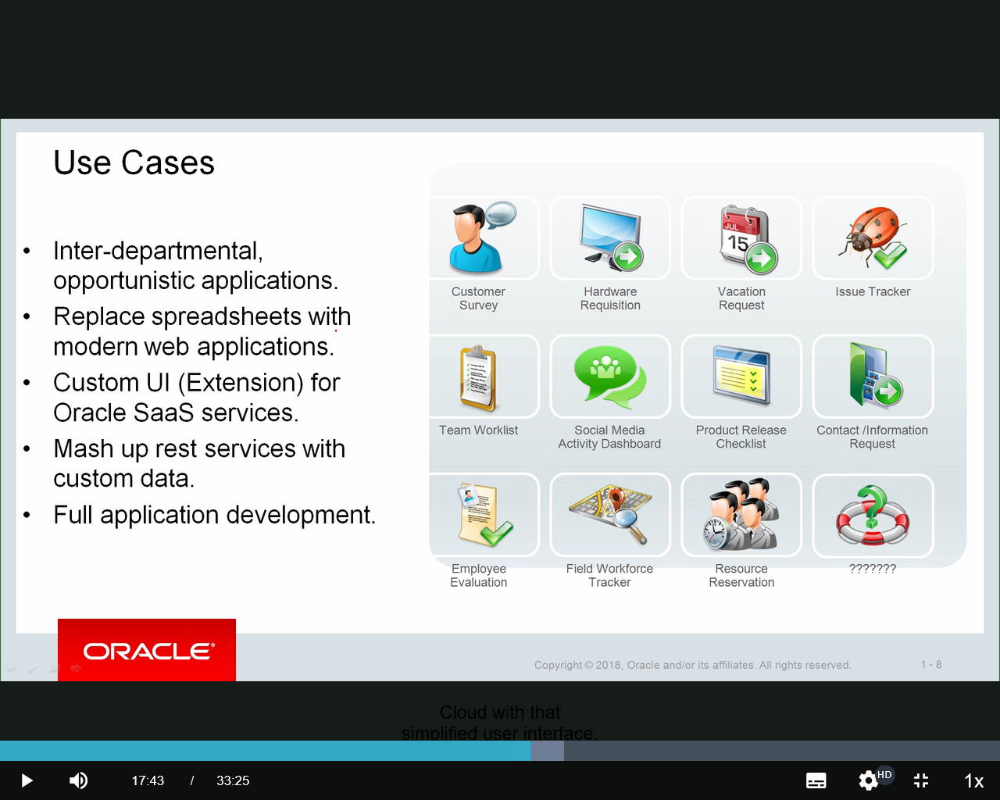 Use Cases
• Inter-departmental,
opportunistic applications.
• Replace spreadsheets with
modern web applications.
• Custom UI (Extension) for
Oracle SaaS services.
• Mash up rest services with
custom data.
• Full application development.
JUL
15
Customer
Survey
Hardware
Requisition
Vacation
Request
Issue Tracker
Team Worklist
Social Media
Activity Dashboard
Product Release
Checklist
Contact /Information
Request
?
Employee
Evaluation
Field Workforce
Tracker
Resource
Reservation
???????
ORACLE®
Copyright © 2018, Oracle and/or its affiliates. All rights reserved.
1 - 8
Cloud with that
simplified user interface.
17:43 / 33:25
HD
1x